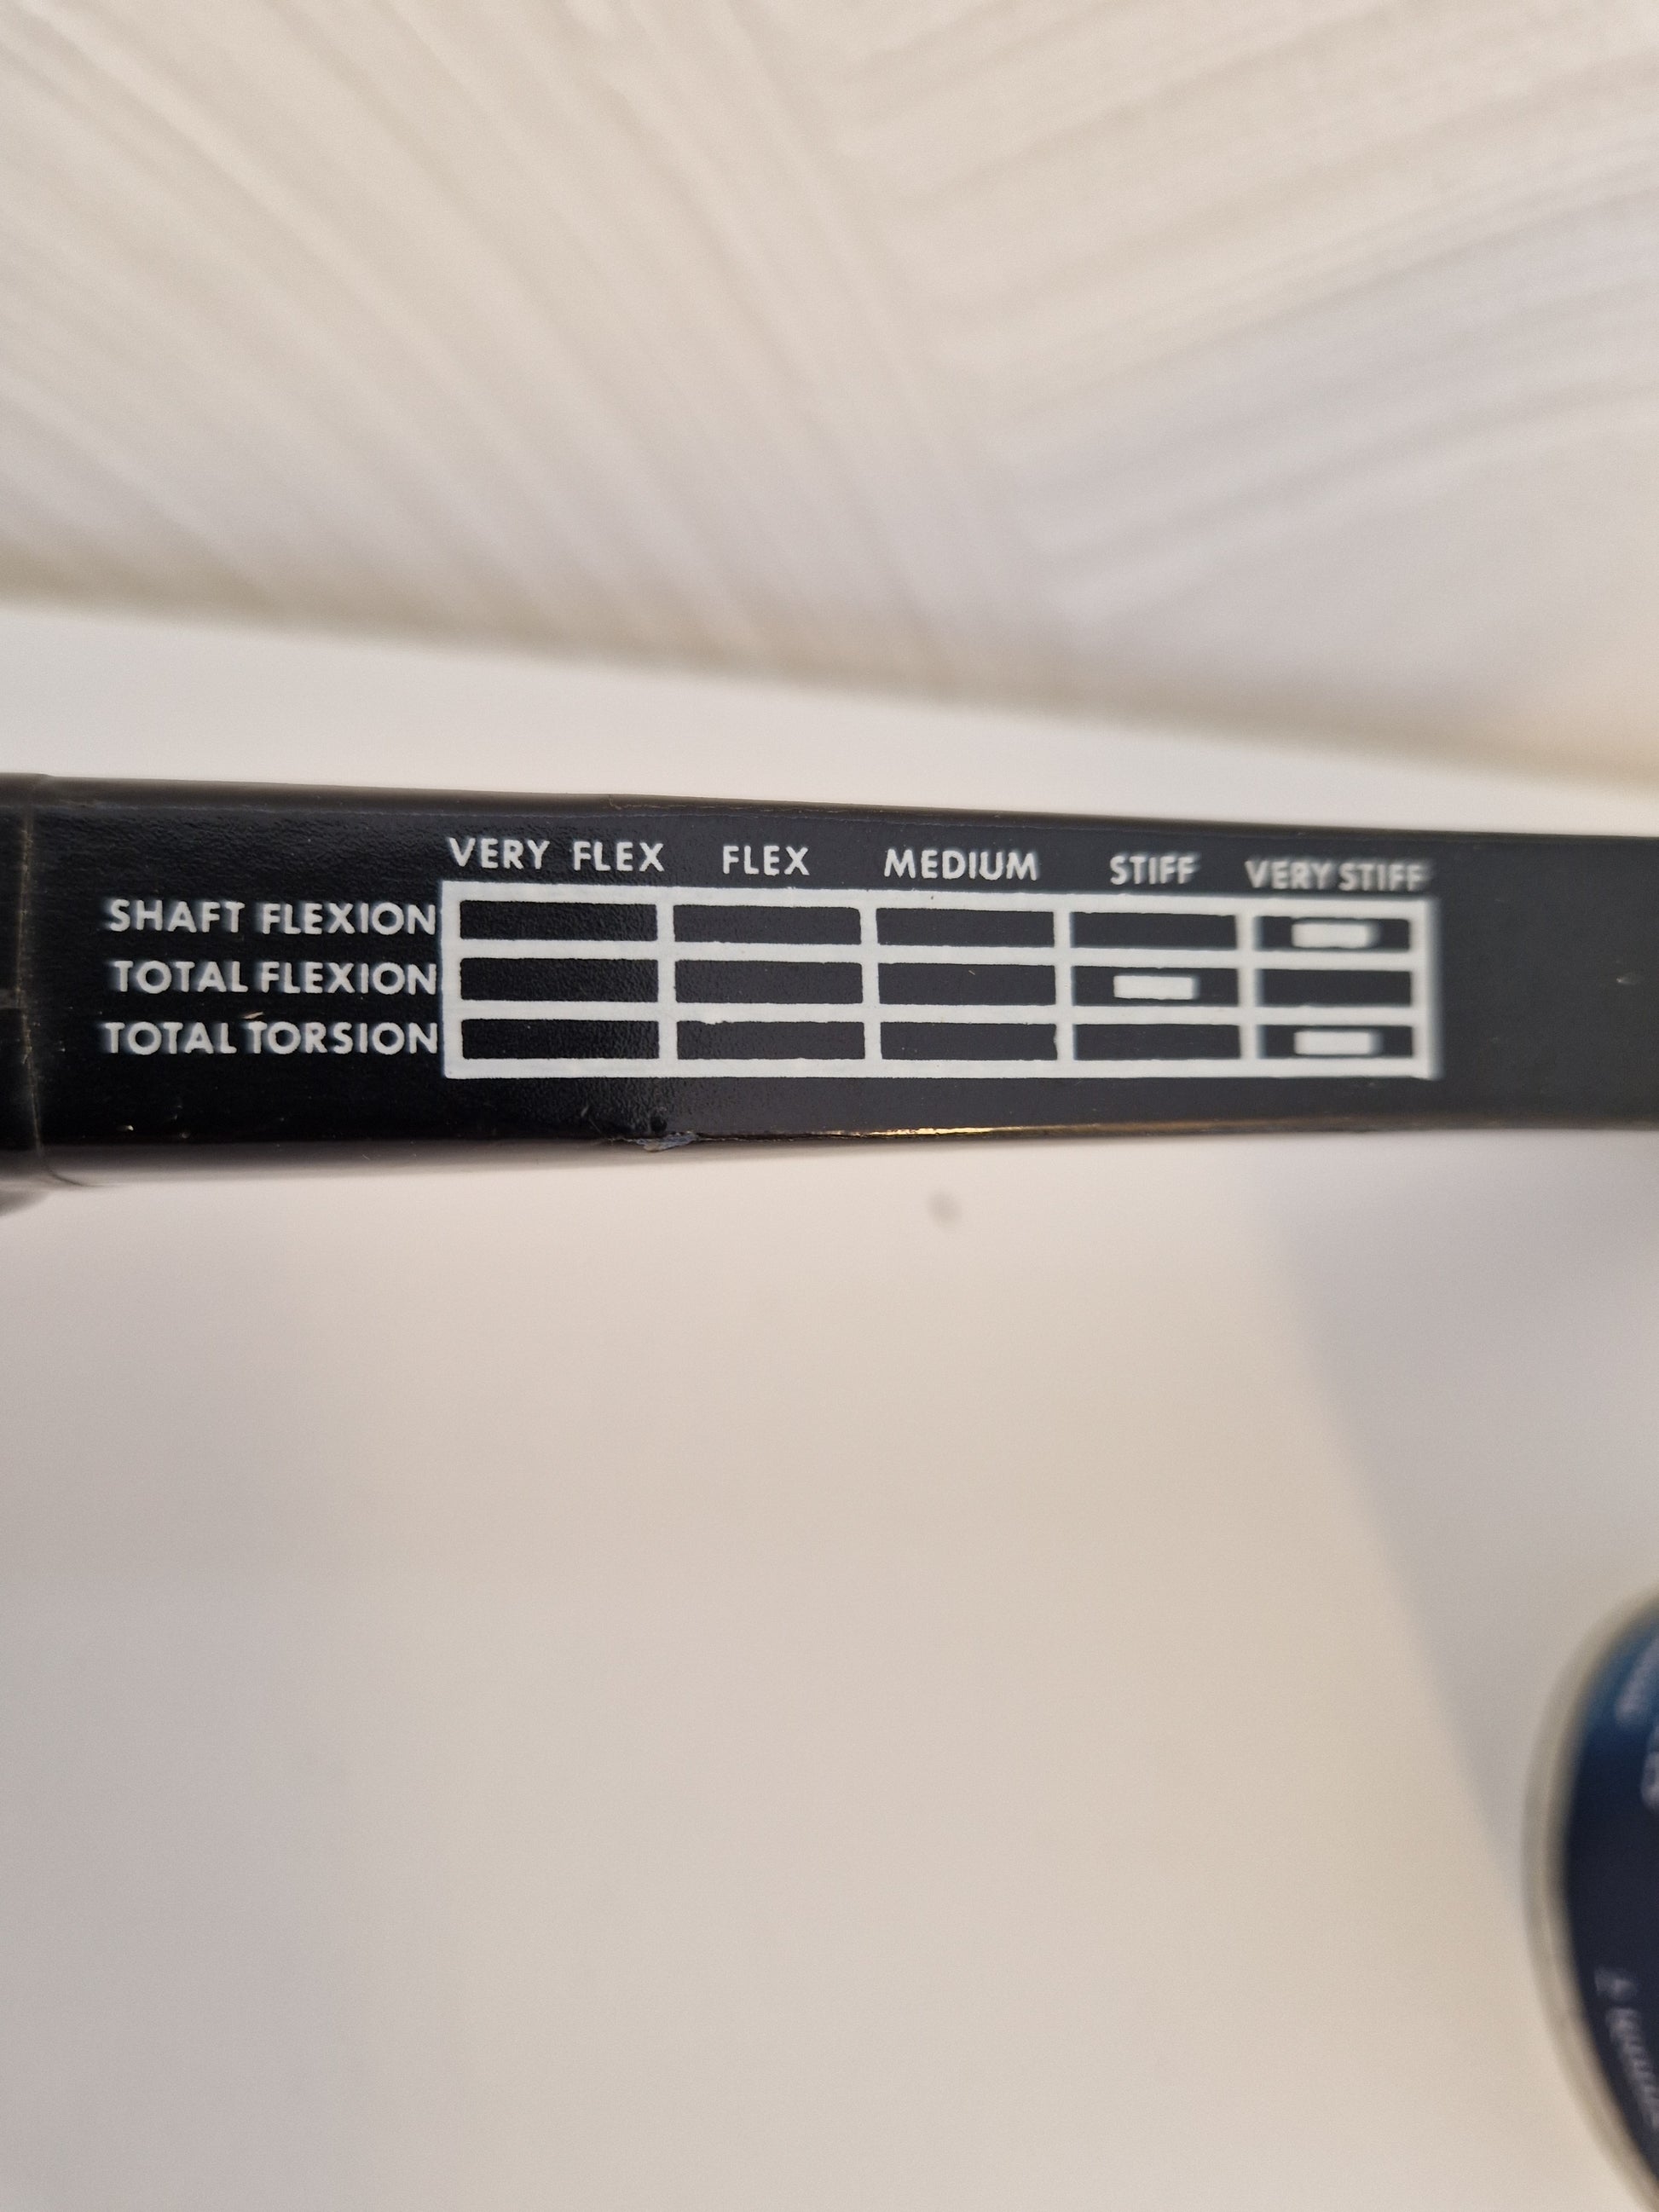 VERY FLEX FLEX MEDIUM STIFF VERY STIFF
SHAFT FLEXION
TOTAL FLEXION
TOTAL TORSION